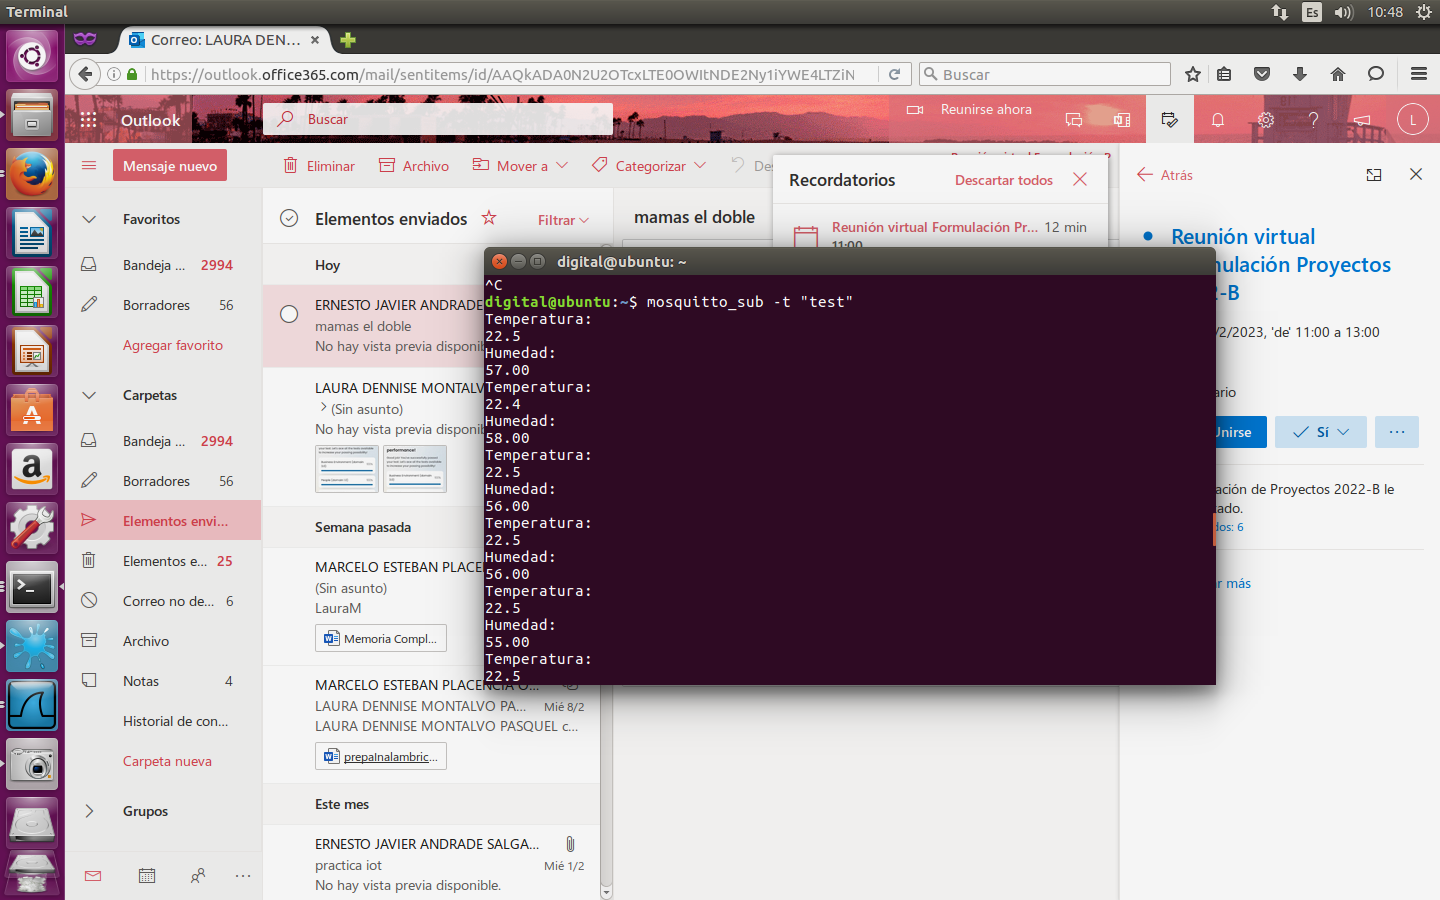 Terminal
Es
10:48
Correo: LAURA DEN...
https://outlook.office365.com/mail/sentitems/id/AAQkADA0N2U2OTcxLTE0OWItNDE2Ny1iYWE4LTZiN
Buscar
Outlook
Buscar
Reunirse ahora
L
Mensaje nuevo
Eliminar
Archivo
Mover a
Categorizar
Des
Recordatorios
Descartar todos
Reunión virtual Formulación Pr...
12 min
11:00
Atrás
Favoritos
Bandeja ...
2994
Borradores
56
Agregar favorito
Carpetas
Bandeja ...
2994
Borradores
56
Elementos envi...
Elementos e...
25
Correo no de...
6
Archivo
Notas
4
Historial de con...
Carpeta nueva
Grupos
Elementos enviados
Filtrar
Hoy
ERNESTO JAVIER ANDRADE
mamas el doble
No hay vista previa disponib
LAURA DENNISE MONTALV
(Sin asunto)
No hay vista previa disponib
Semana pasada
MARCELO ESTEBAN PLACEN
(Sin asunto)
LauraM
Memoria Compl...
MARCELO ESTEBAN PLACENCIA O...
LAURA DENNISE MONTALVO PA...
Mié 8/2
LAURA DENNISE MONTALVO PASQUEL c...
prepaInalambric...
Este mes
ERNESTO JAVIER ANDRADE SALGA...
practica iot
Mié 1/2
No hay vista previa disponible.
mamas el doble
digital@ubuntu: ~
^C
digital@ubuntu:~$ mosquitto_sub -t "test"
Temperatura:
22.5
Humedad:
57.00
Temperatura:
22.4
Humedad:
58.00
Temperatura:
22.5
Humedad:
56.00
Temperatura:
22.5
Humedad:
56.00
Temperatura:
22.5
Humedad:
55.00
Temperatura:
22.5
Reunión virtual
mulación Proyectos
2-B
/2/2023, 'de' 11:00 a 13:00
ario
Unirse
Sí
ación de Proyectos 2022-B le
ado.
dos: 6
ar más